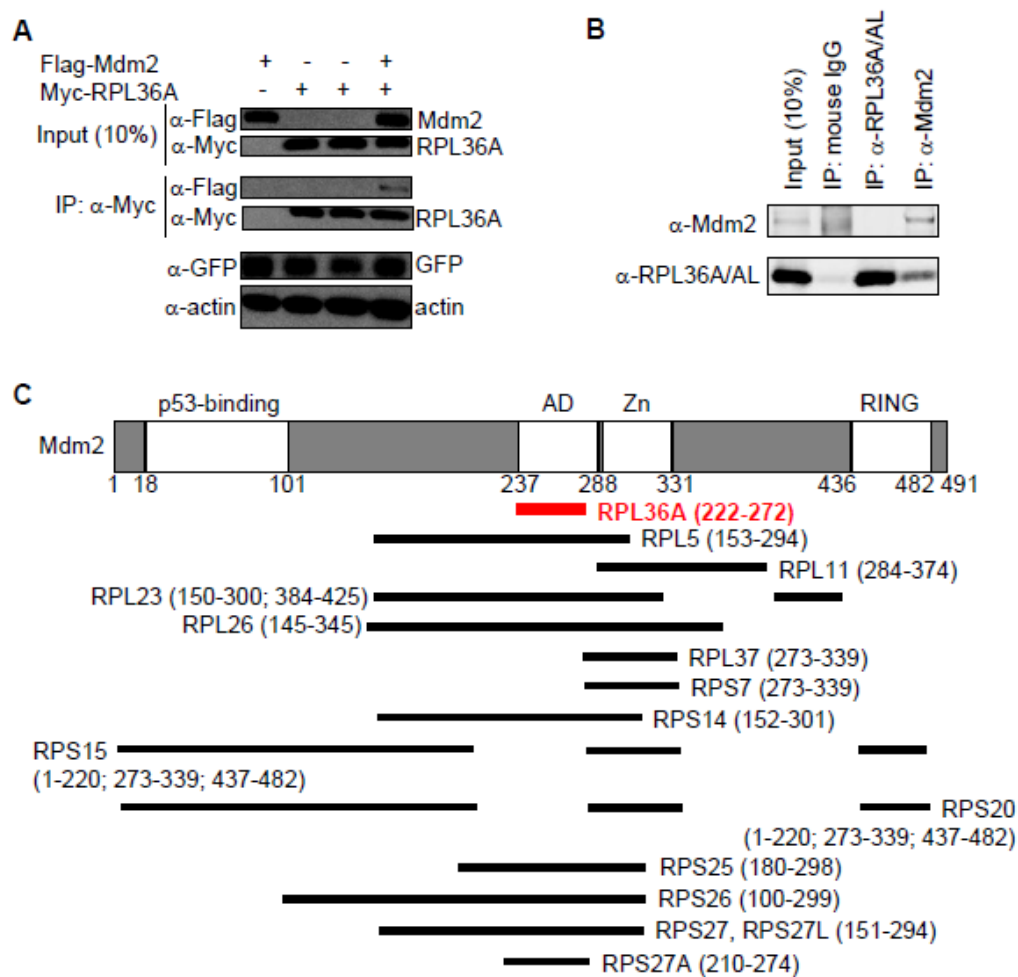 A
Flag-Mdm2 + - - +
Myc-RPL36A - + + +
Input (10%)
α-Flag Mdm2
α-Myc RPL36A
IP: α-Myc
α-Flag
α-Myc RPL36A
α-GFP GFP
α-actin actin
B
Input (10%)
IP: mouse IgG
IP: α-RPL36A/AL
IP: α-Mdm2
α-Mdm2
α-RPL36A/AL
C
p53-binding AD Zn RING
Mdm2
1 18 101 237 288 331 436 482 491
RPL36A (222-272)
RPL5 (153-294)
RPL11 (284-374)
RPL23 (150-300; 384-425)
RPL26 (145-345)
RPL37 (273-339)
RPS7 (273-339)
RPS14 (152-301)
RPS15
(1-220; 273-339; 437-482)
RPS20
(1-220; 273-339; 437-482)
RPS25 (180-298)
RPS26 (100-299)
RPS27, RPS27L (151-294)
RPS27A (210-274)